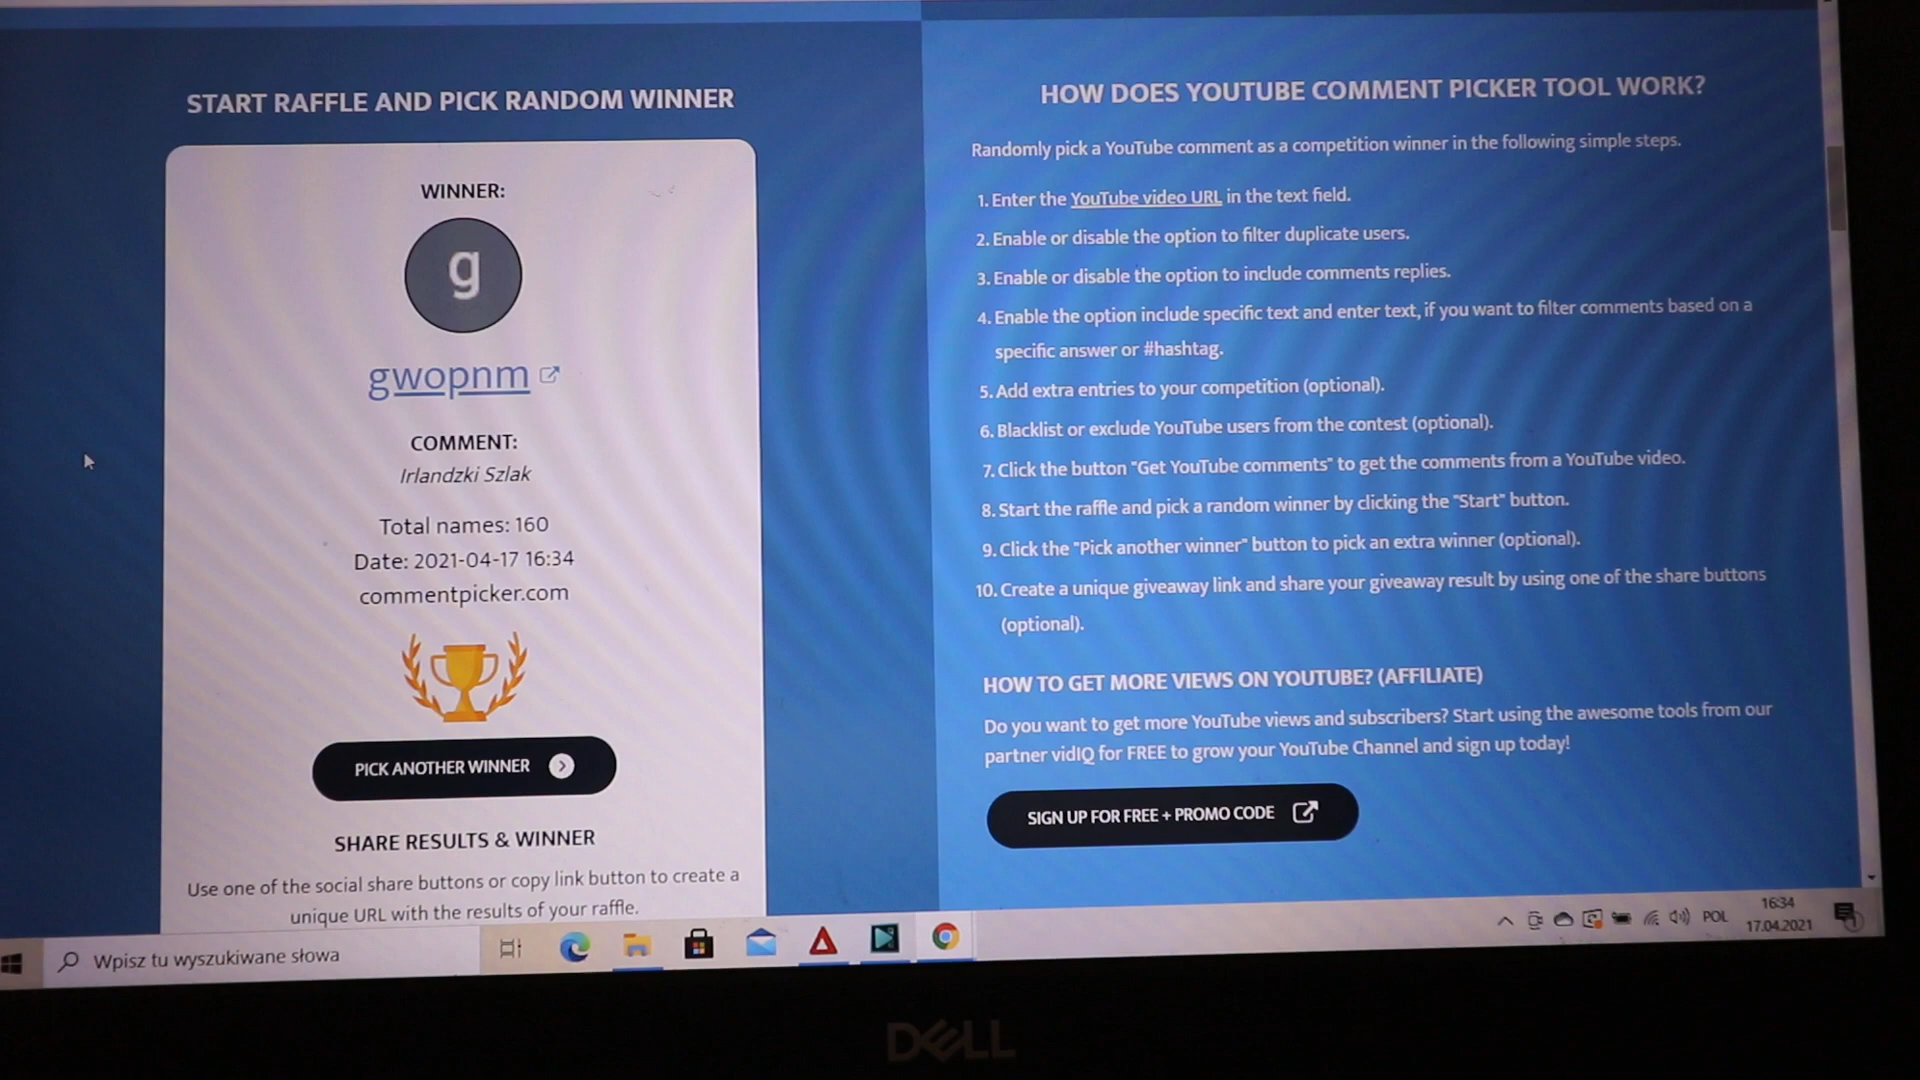 START RAFFLE AND PICK RANDOM WINNER
WINNER:
g
gwopnm
COMMENT:
Irlandzki Szlak
Total names: 160
Date: 2021-04-17 16:34
commentpicker.com
PICK ANOTHER WINNER
SHARE RESULTS & WINNER
Use one of the social share buttons or copy link button to create a
unique URL with the results of your raffle.
HOW DOES YOUTUBE COMMENT PICKER TOOL WORK?
Randomly pick a YouTube comment as a competition winner in the following simple steps.
1. Enter the YouTube video URL in the text field.
2. Enable or disable the option to filter duplicate users.
3. Enable or disable the option to include comments replies.
4. Enable the option include specific text and enter text, if you want to filter comments based on a
specific answer or #hashtag.
5. Add extra entries to your competition (optional).
6. Blacklist or exclude YouTube users from the contest (optional).
7. Click the button "Get YouTube comments" to get the comments from a YouTube video.
8. Start the raffle and pick a random winner by clicking the "Start" button.
9. Click the "Pick another winner" button to pick an extra winner (optional).
10. Create a unique giveaway link and share your giveaway result by using one of the share buttons
(optional).
HOW TO GET MORE VIEWS ON YOUTUBE? (AFFILIATE)
Do you want to get more YouTube views and subscribers? Start using the awesome tools from our
partner vidIQ for FREE to grow your YouTube Channel and sign up today!
SIGN UP FOR FREE + PROMO CODE
Wpisz tu wyszukiwane słowa
POL
16:34
17.04.2021
1
DELL